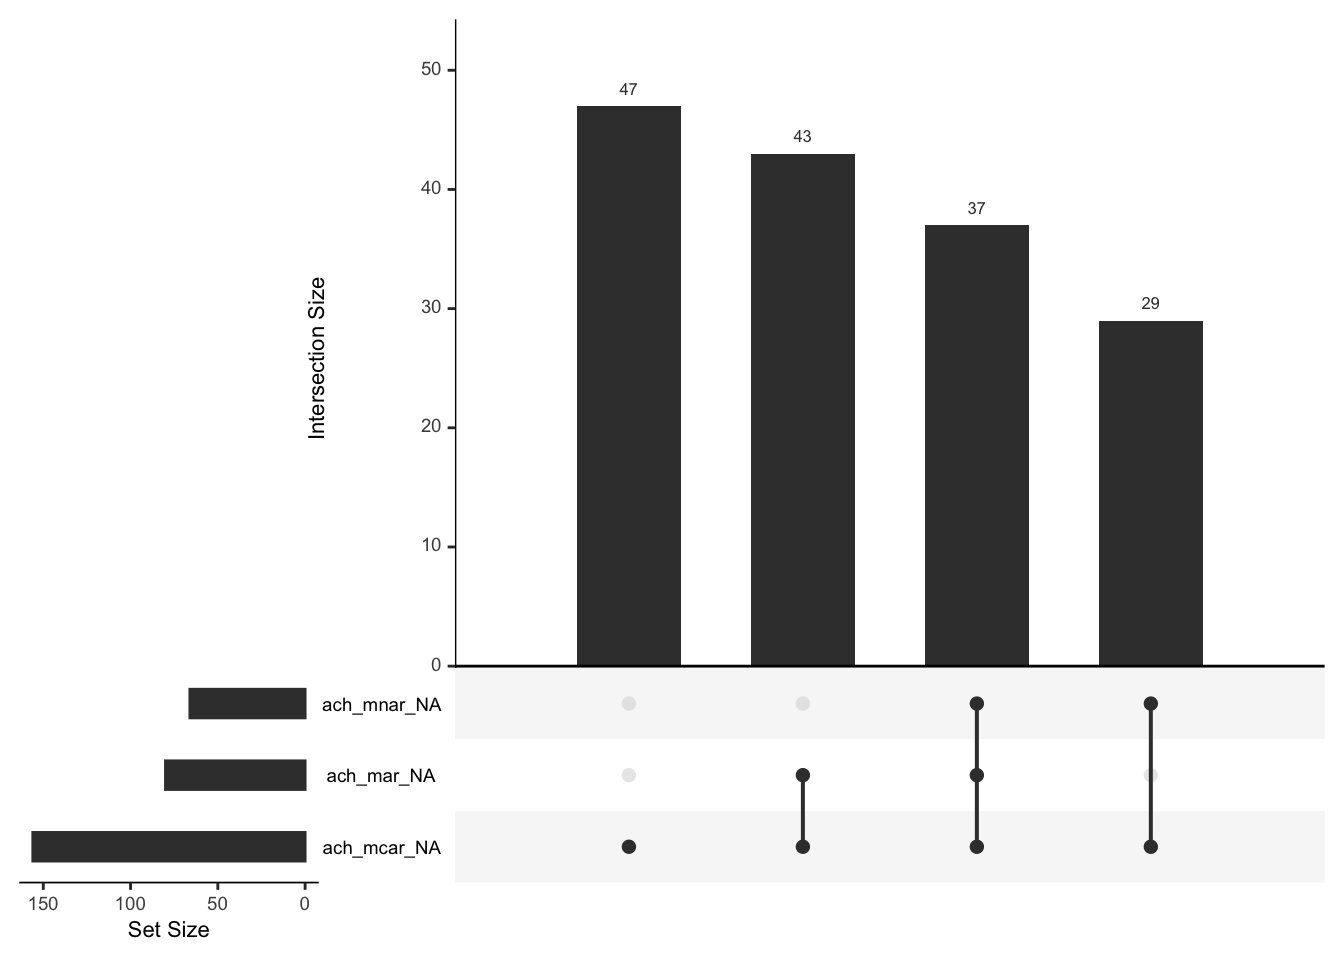 50
40
30
20
10
0
Intersection Size
47
43
37
29
ach_mnar_NA
ach_mar_NA
ach_mcar_NA
150 100 50 0
Set Size